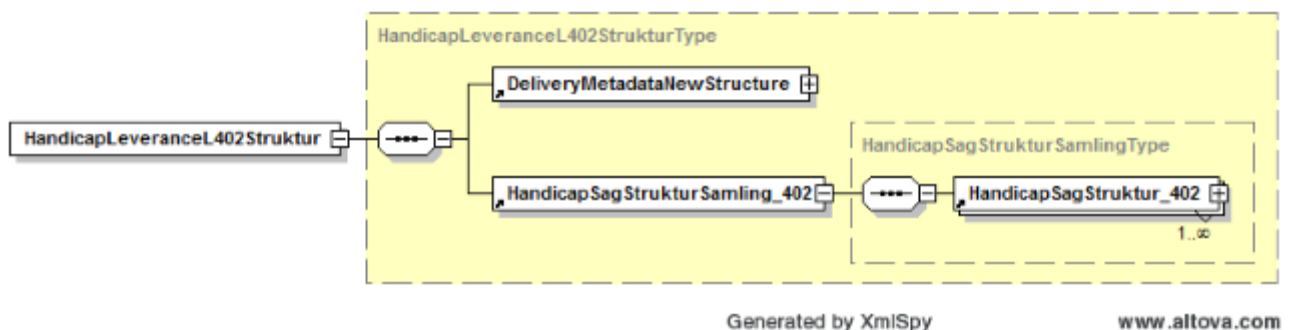 HandicapLeveranceL402StrukturType
DeliveryMetadataNewStructure
HandicapLeveranceL402Struktur
HandicapSagStrukturSamlingType
HandicapSagStrukturSamling_402
HandicapSagStruktur_402
1..∞
Generated by XmlSpy www.altova.com